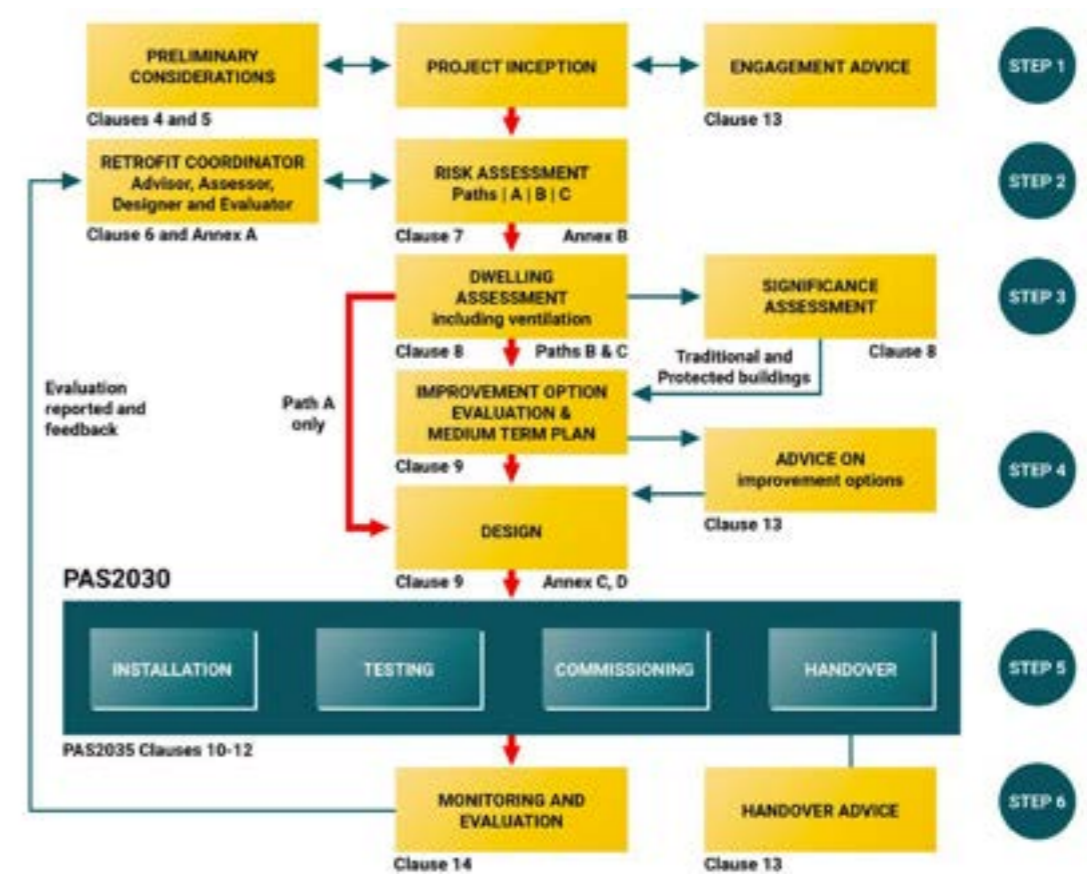 PRELIMINARY
CONSIDERATIONS
PROJECT INCEPTION
ENGAGEMENT ADVICE
STEP 1
Clauses 4 and 5
Clause 13
RETROFIT COORDINATOR
Advisor, Assessor,
Designer and Evaluator
RISK ASSESSMENT
Paths | A | B | C
STEP 2
Clause 6 and Annex A
Clause 7
Annex B
DWELLING
ASSESSMENT
including ventilation
SIGNIFICANCE
ASSESSMENT
STEP 3
Clause 8
Paths B & C
Traditional and
Protected buildings
Clause 8
Evaluation
reported and
feedback
Path A
only
IMPROVEMENT OPTION
EVALUATION &
MEDIUM TERM PLAN
Clause 9
ADVICE ON
improvement options
STEP 4
Clause 13
DESIGN
Clause 9
Annex C, D
PAS2030
INSTALLATION
TESTING
COMMISSIONING
HANDOVER
STEP 5
PAS2035 Clauses 10-12
MONITORING AND
EVALUATION
HANDOVER ADVICE
STEP 6
Clause 14
Clause 13